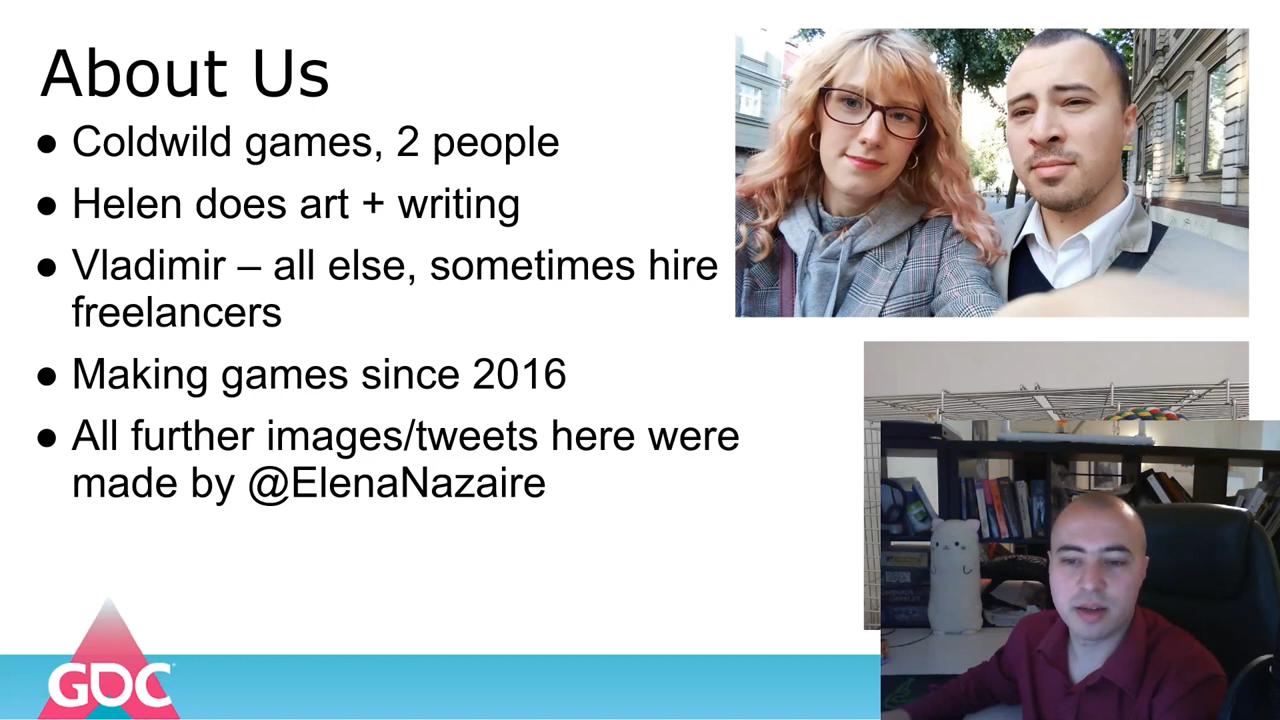 About Us
● Coldwild games, 2 people
● Helen does art + writing
● Vladimir – all else, sometimes hire
freelancers
● Making games since 2016
● All further images/tweets here were
made by @ElenaNazaire
GDC